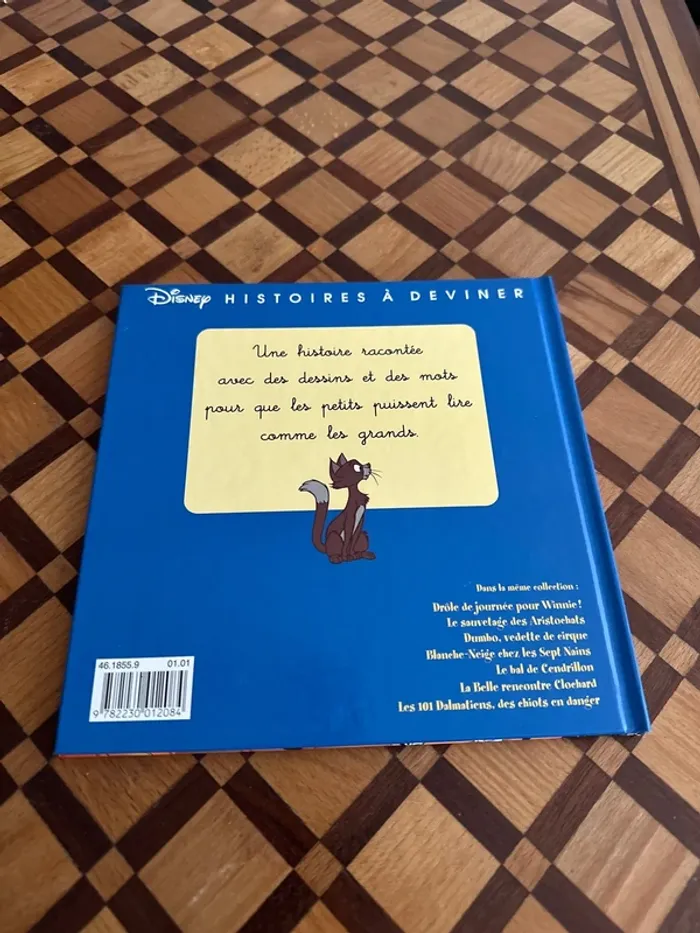 Disney HISTOIRES À DEVINER
Une histoire racontée
avec des dessins et des mots
pour que les petits puissent lire
comme les grands.
Dans la même collection :
Drôle de journée pour Winnie !
Le sauvetage des Aristochats
Dumbo, vedette de cirque
Blanche-Neige chez les Sept Nains
Le bal de Cendrillon
La Belle rencontre Clochard
Les 101 Dalmatiens, des chiots en danger
46.1855.9 01.01
9 782230 012084